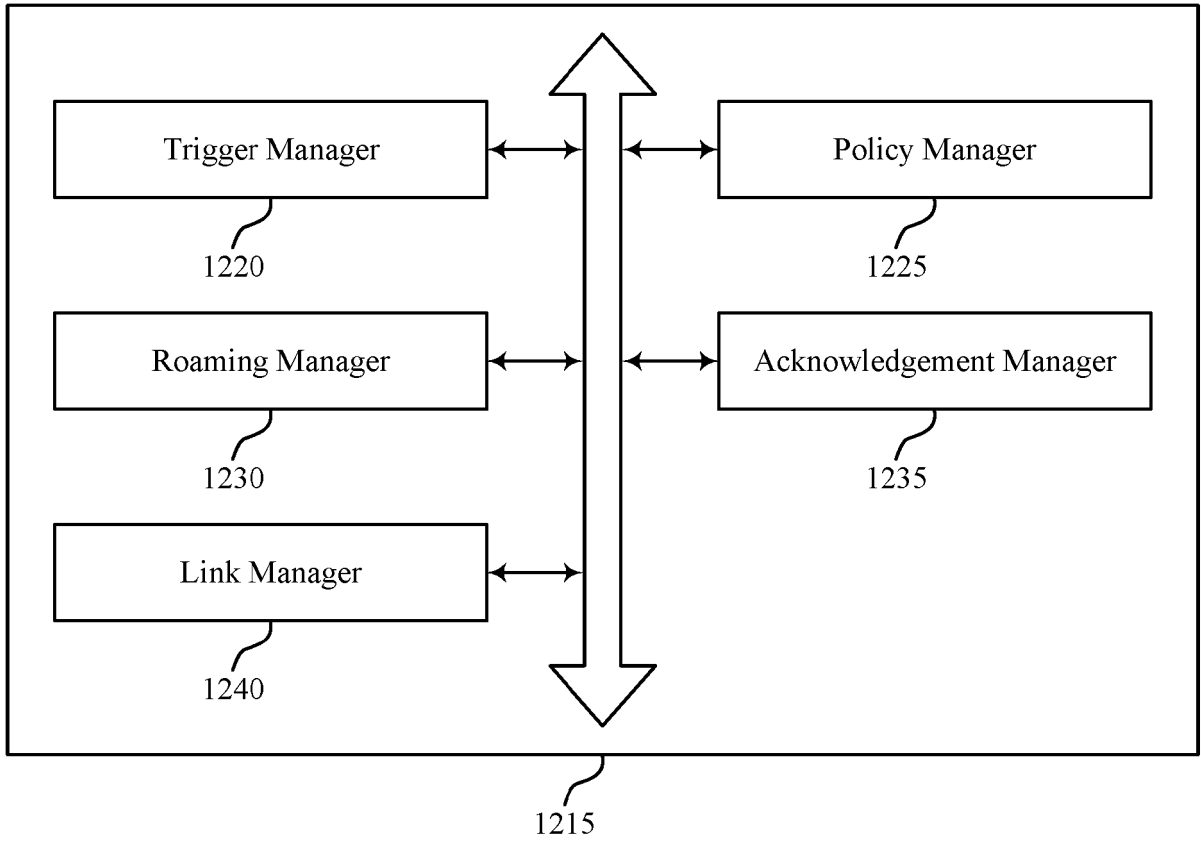 Trigger Manager
Policy Manager
1220
1225
Roaming Manager
Acknowledgement Manager
1230
1235
Link Manager
1240
1215